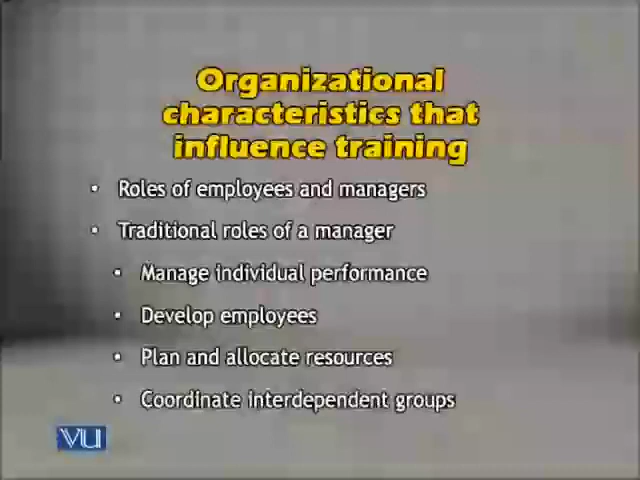 Organizational
characteristics that
influence training
• Roles of employees and managers
• Traditional roles of a manager
• Manage individual performance
• Develop employees
• Plan and allocate resources
• Coordinate interdependent groups
VU